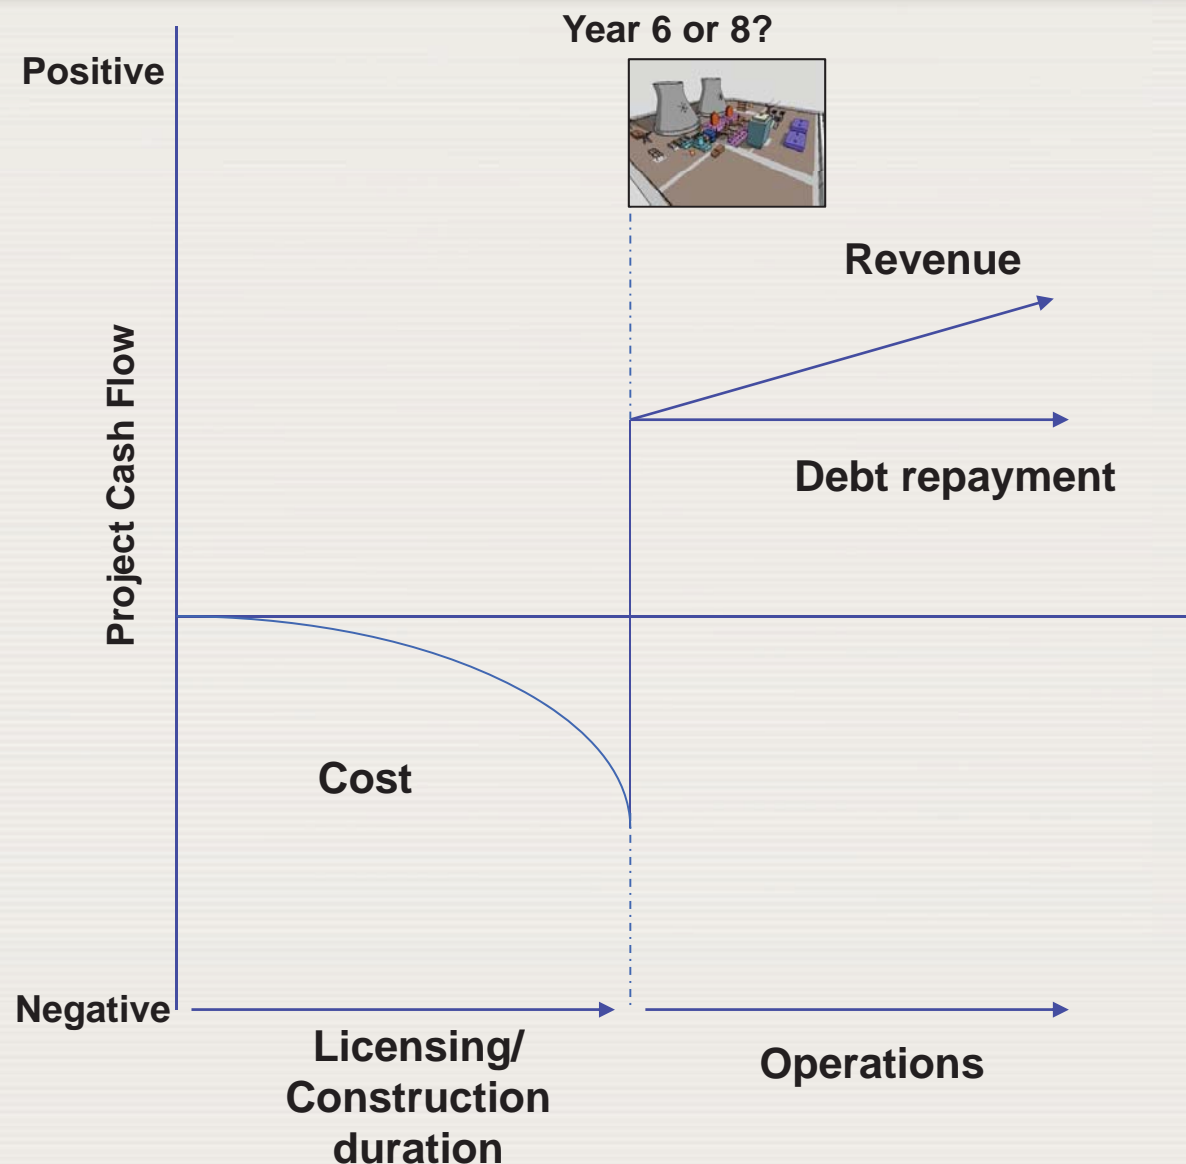 Year 6 or 8?
Positive
Revenue
Project Cash Flow
Debt repayment
Cost
Negative
Licensing/
Construction
duration
Operations